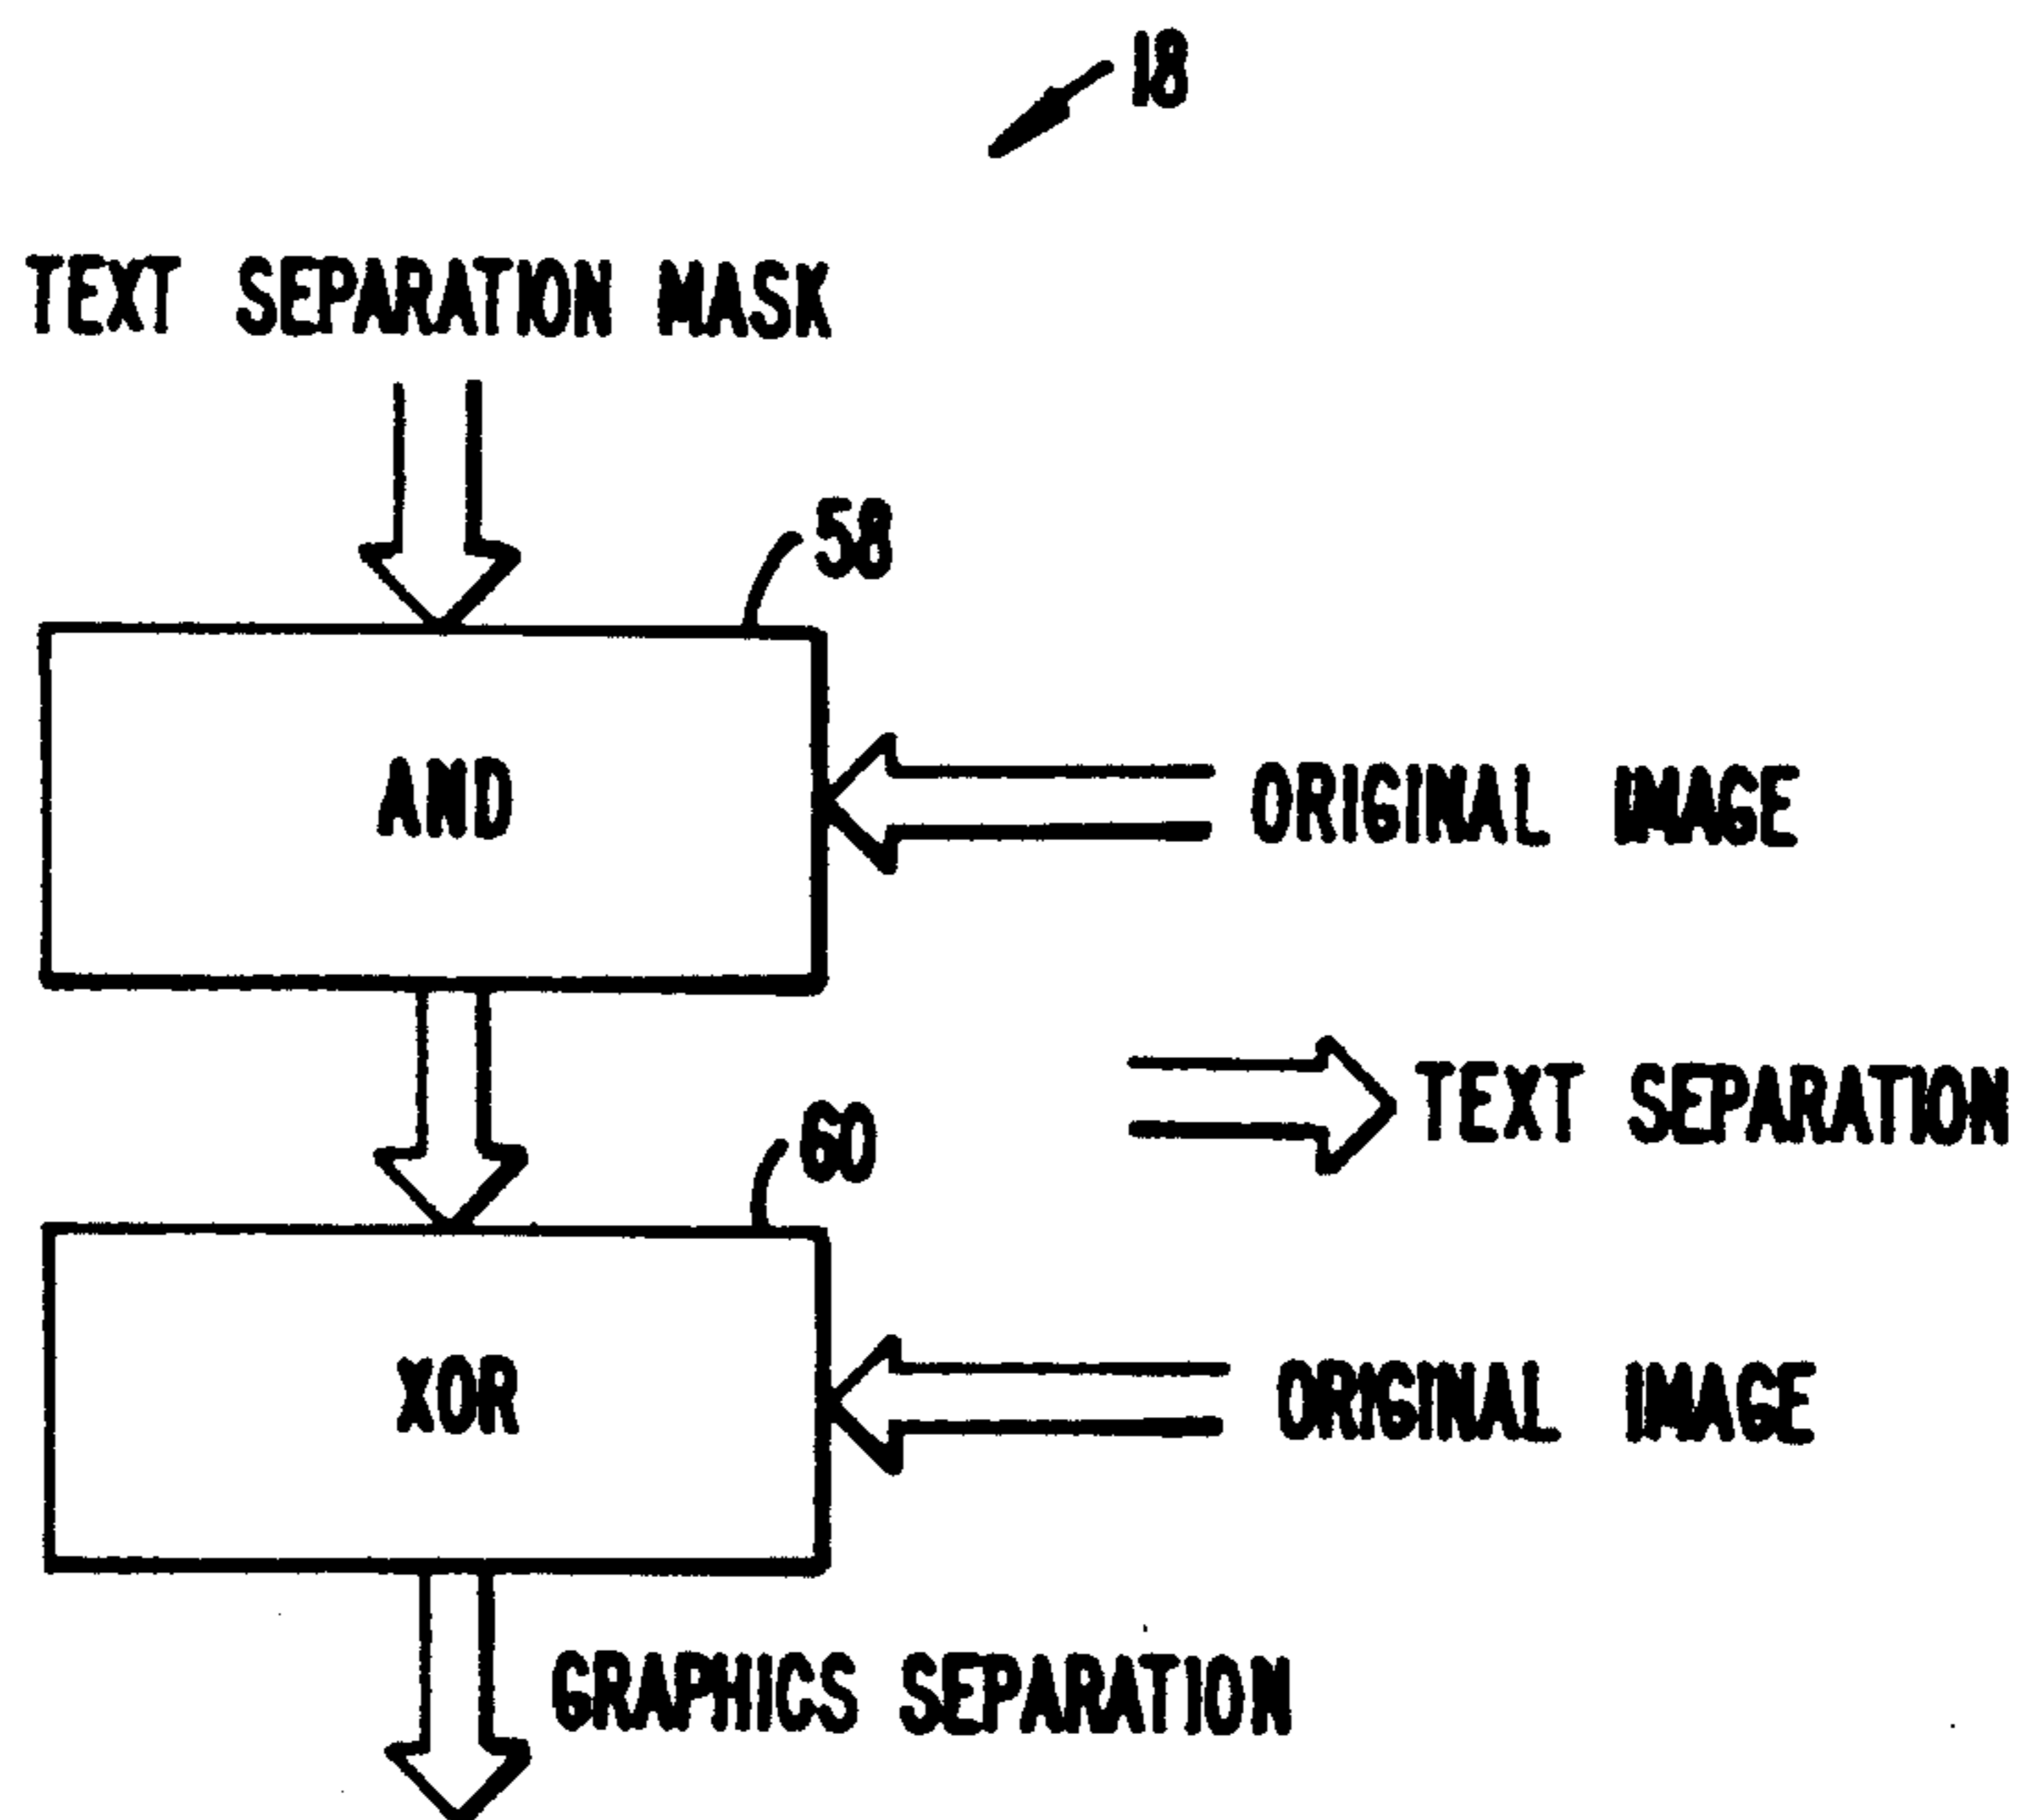 18
TEXT SEPARATION MASK
58
AND
ORIGINAL IMAGE
TEXT SEPARATION
60
XOR
ORIGINAL IMAGE
GRAPHICS SEPARATION